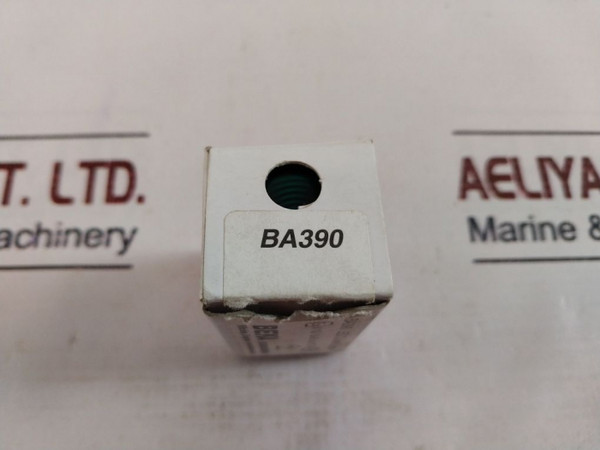 T. LTD.
achinery
AELIYA
Marine &
BA390